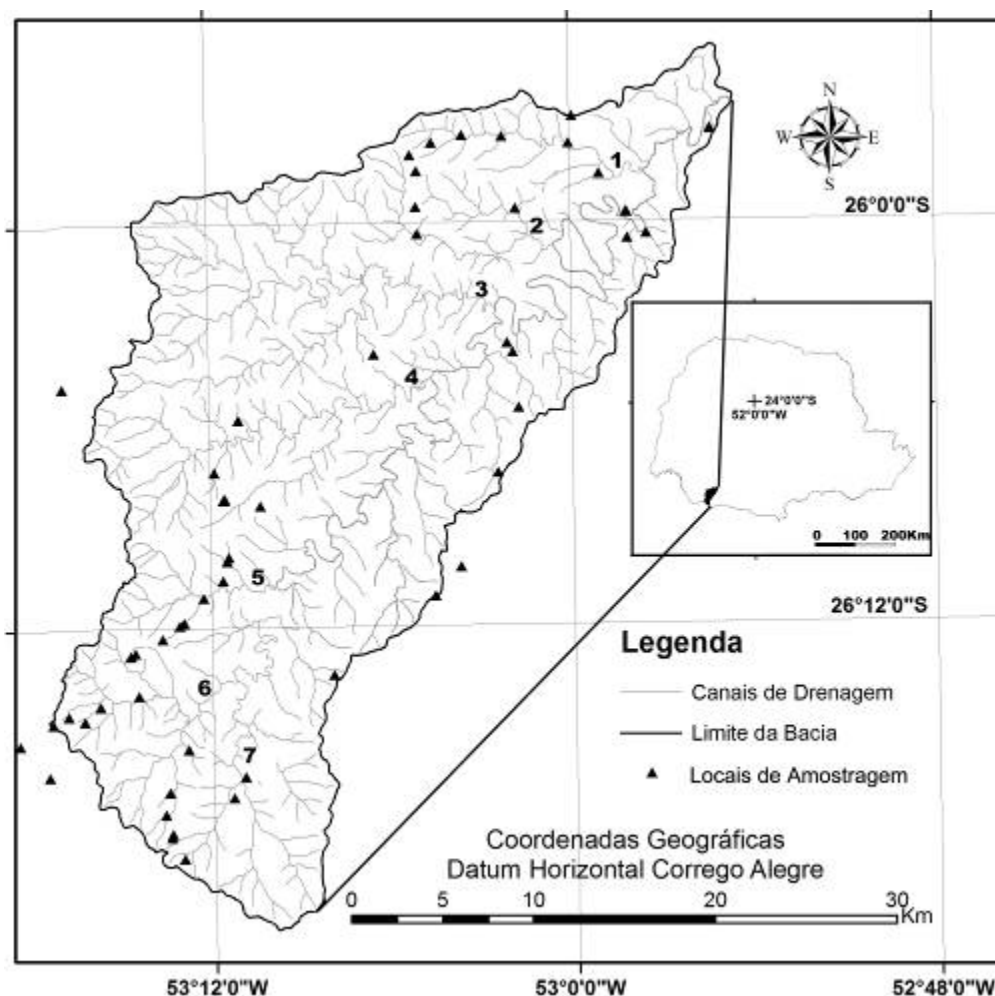 N
W E
S
1
2
26°0'0"S
3
24°0'0"S
52°0'0"W
4
0 100 200Km
5
26°12'0"S
Legenda
Canais de Drenagem
Limite da Bacia
Locais de Amostragem
6
7
Coordenadas Geográficas
Datum Horizontal Corrego Alegre
0 5 10 20 30
Km
53°12'0"W 53°0'0"W 52°48'0"W